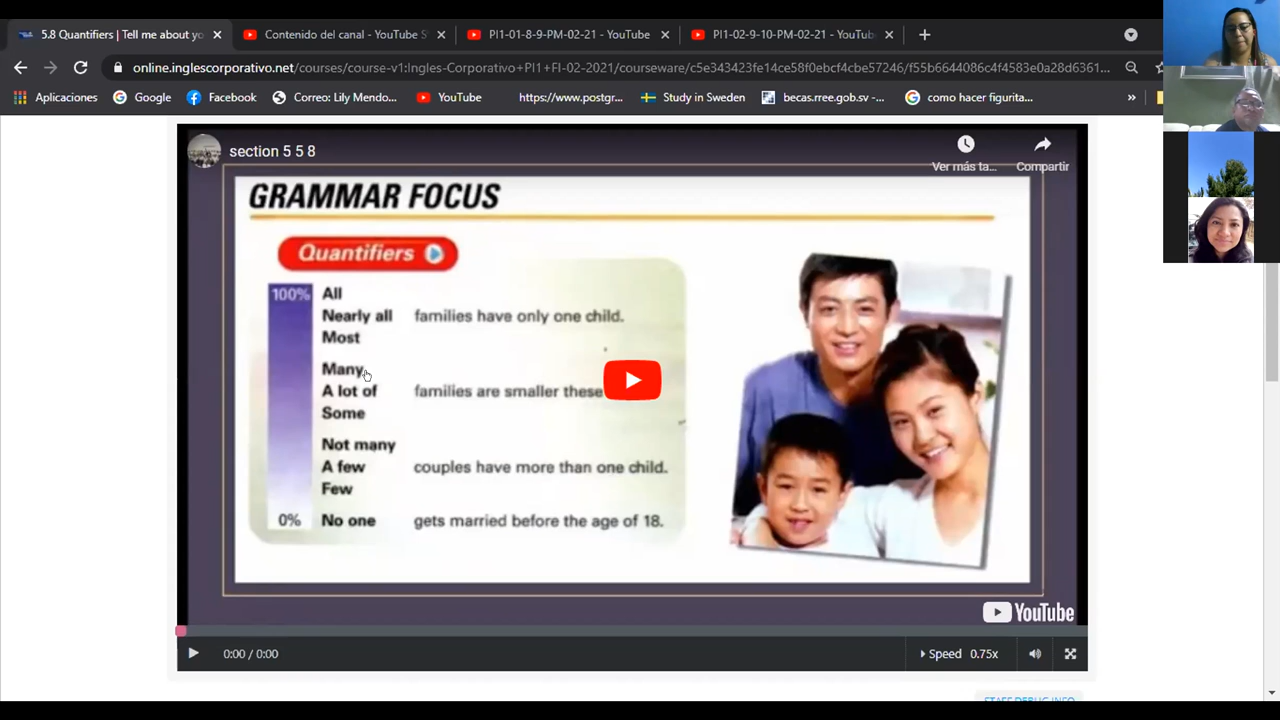 5.8 Quantifiers | Tell me about yo
Contenido del canal - YouTube S
PI1-01-8-9-PM-02-21 - YouTube
PI1-02-9-10-PM-02-21 - YouTube
online.inglescorporativo.net/courses/course-v1:Ingles-Corporativo+PI1+FI-02-2021/courseware/c5e343423fe14ce58f0ebcf4cbe57246/f55b6644086c4f4583e0a28d6361...
Aplicaciones
Google
Facebook
Correo: Lily Mendo...
YouTube
https://www.postgr...
Study in Sweden
becas.rree.gob.sv -...
como hacer figurita...
section 5 5 8
Ver más ta...
Compartir
GRAMMAR FOCUS
Quantifiers
100% All
Nearly all families have only one child.
Most
Many
A lot of families are smaller these
Some
Not many
A few couples have more than one child.
Few
0% No one gets married before the age of 18.
YouTube
0:00 / 0:00
Speed 0.75x
STAFF DEBUG INFO